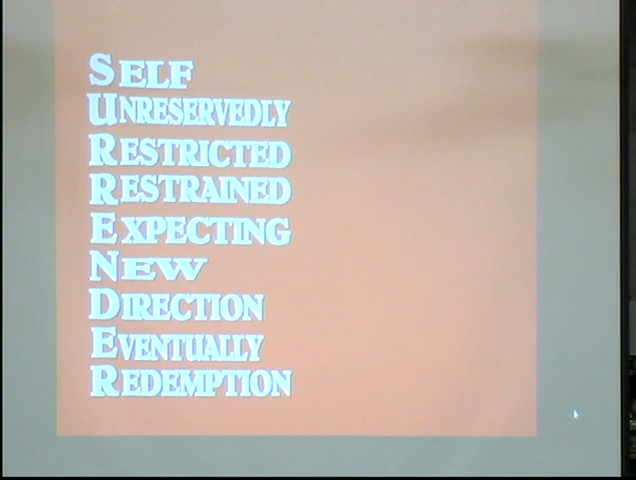 SELF
UNRESERVEDLY
RESTRICTED
RESTRAINED
EXPECTING
NEW
DIRECTION
EVENTUALLY
REDEMPTION